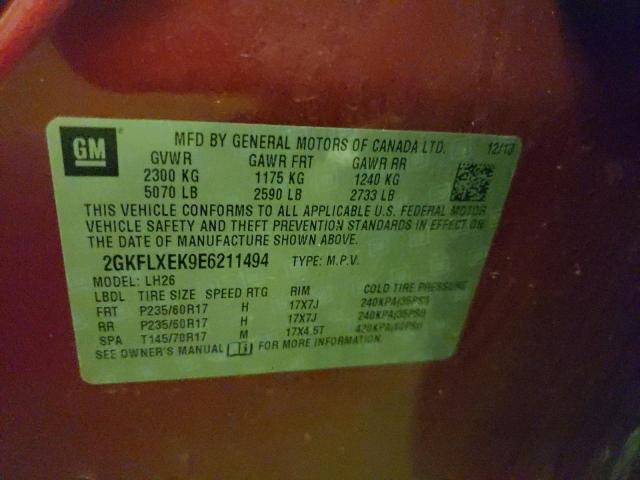 GM
MFD BY GENERAL MOTORS OF CANADA LTD. 12/13
GVWR GAWR FRT GAWR RR
2300 KG 1175 KG 1240 KG
5070 LB 2590 LB 2733 LB
THIS VEHICLE CONFORMS TO ALL APPLICABLE U.S. FEDERAL MOTOR
VEHICLE SAFETY AND THEFT PREVENTION STANDARDS IN EFFECT ON
THE DATE OF MANUFACTURE SHOWN ABOVE.
2GKFLXEK9E6211494 TYPE: M.P.V.
MODEL: LH26
LBDL TIRE SIZE SPEED RTG RIM COLD TIRE PRESSURE
FRT P235/60R17 H 17X7J 240KPA(35PSI)
RR P235/60R17 H 17X7J 240KPA(35PSI)
SPA T145/70R17 M 17X4.5T 420KPA(60PSI)
SEE OWNER'S MANUAL FOR MORE INFORMATION.